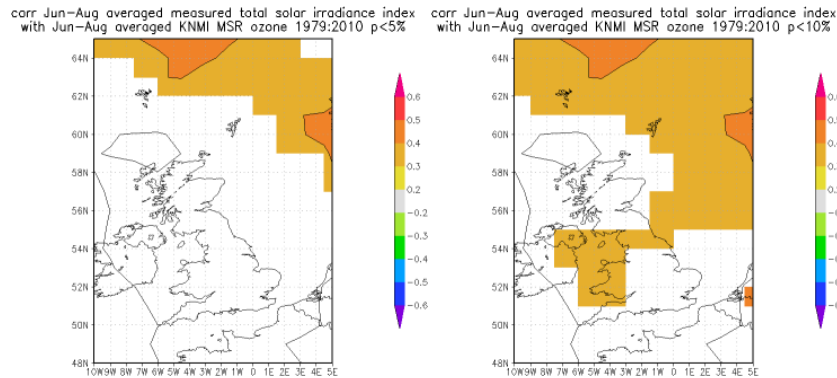 corr Jun-Aug averaged measured total solar irradiance index
with Jun-Aug averaged KNMI MSR ozone 1979:2010 p<5%
64N
62N
60N
58N
56N
54N
52N
50N
48N
10W 9W 8W 7W 6W 5W 4W 3W 2W 1W 0 1E 2E 3E 4E 5E
0.6
0.5
0.4
0.3
0.2
-0.2
-0.3
-0.4
-0.5
-0.6
corr Jun-Aug averaged measured total solar irradiance index
with Jun-Aug averaged KNMI MSR ozone 1979:2010 p<10%
64N
62N
60N
58N
56N
54N
52N
50N
48N
10W 9W 8W 7W 6W 5W 4W 3W 2W 1W 0 1E 2E 3E 4E 5E